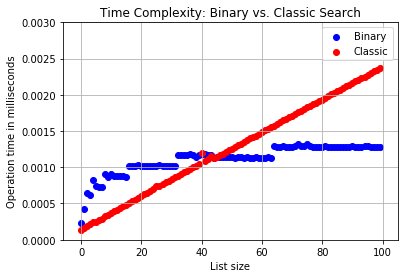 Time Complexity: Binary vs. Classic Search
0.0030
0.0025
0.0020
0.0015
0.0010
0.0005
0.0000
Operation time in milliseconds
Binary
Classic
0 20 40 60 80 100
List size